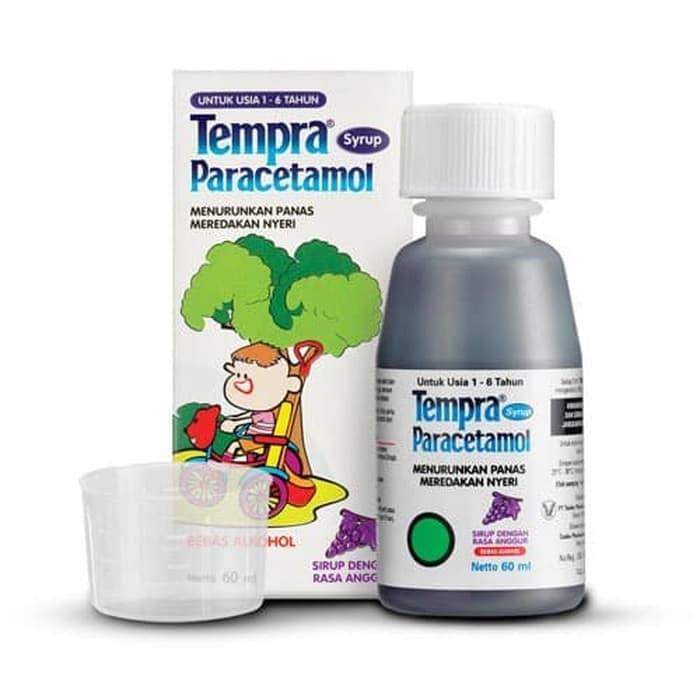 UNTUK USIA 1 - 6 TAHUN
Tempra® Syrup
Paracetamol
MENURUNKAN PANAS
MEREDAKAN NYERI
BEBAS ALKOHOL
SIRUP DENGA
RASA ANGGU
Netto 60 ml
Untuk Usia 1 - 6 Tahun
Tempra® Syrup
Paracetamol
MENURUNKAN PANAS
MEREDAKAN NYERI
SIRUP DENGAN
RASA ANGGUR
BEBAS ALKOHOL
Netto 60 ml